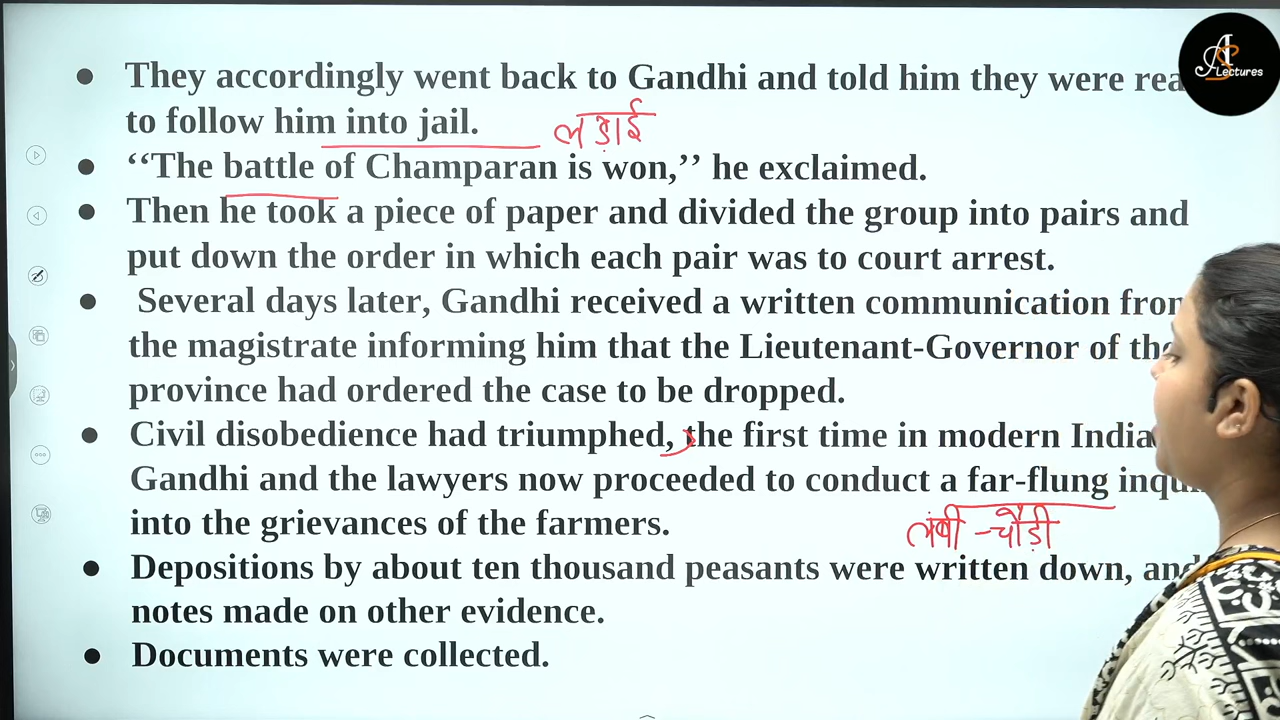 AS Lectures
They accordingly went back to Gandhi and told him they were rea
to follow him into jail.
लड़ाई
‘‘The battle of Champaran is won,’’ he exclaimed.
Then he took a piece of paper and divided the group into pairs and
put down the order in which each pair was to court arrest.
Several days later, Gandhi received a written communication from
the magistrate informing him that the Lieutenant-Governor of the
province had ordered the case to be dropped.
Civil disobedience had triumphed, the first time in modern India
Gandhi and the lawyers now proceeded to conduct a far-flung
into the grievances of the farmers.
लंबी -चौड़ी
Depositions by about ten thousand peasants were written down, and
notes made on other evidence.
Documents were collected.